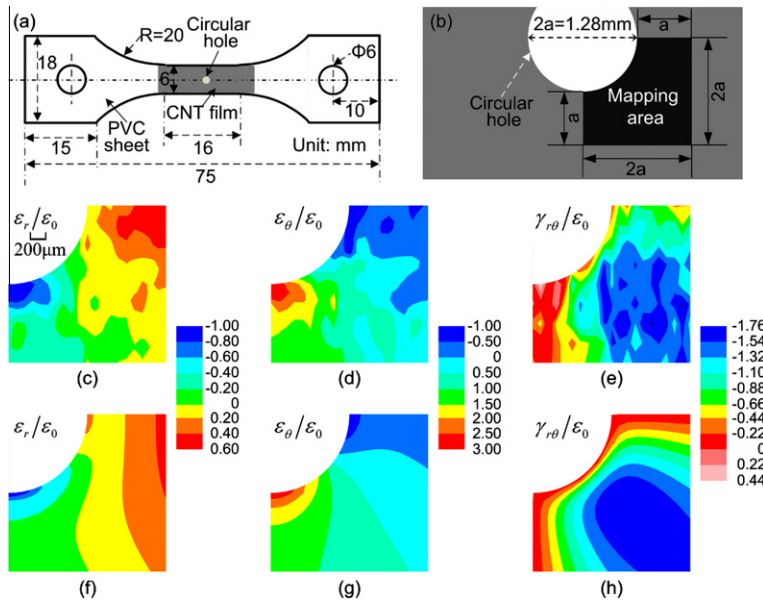 (a)
R=20
Circular
hole
Φ6
18
6
CNT film
10
PVC
sheet
15
16
Unit: mm
75
(b)
2a=1.28mm
a
Circular
hole
a
Mapping
area
2a
2a
εr/ε0
200μm
εθ/ε0
γrθ/ε0
-1.00
-0.80
-0.60
-0.40
-0.20
0
0.20
0.40
0.60
-1.00
-0.50
0
0.50
1.00
1.50
2.00
2.50
3.00
-1.76
-1.54
-1.32
-1.10
-0.88
-0.66
-0.44
-0.22
0
0.22
0.44
(c)
(d)
(e)
εr/ε0
εθ/ε0
γrθ/ε0
(f)
(g)
(h)